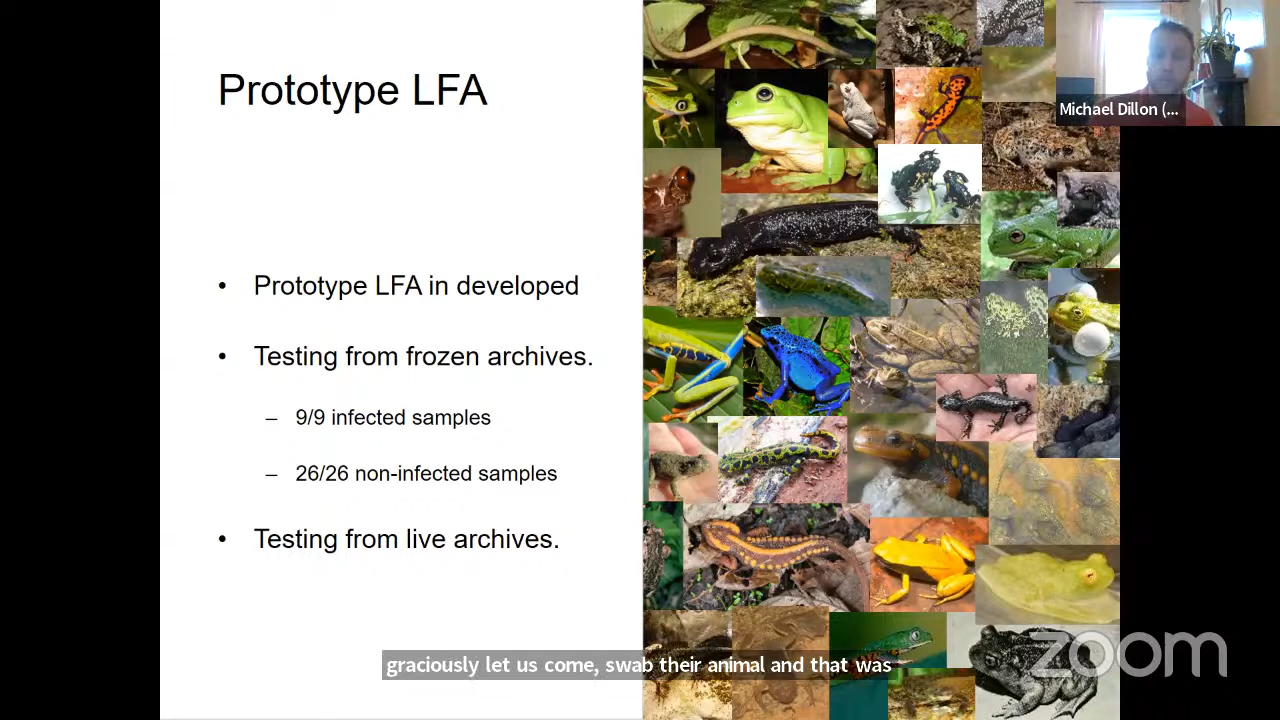 Prototype LFA
Michael Dillon (...
• Prototype LFA in developed
• Testing from frozen archives.
– 9/9 infected samples
– 26/26 non-infected samples
• Testing from live archives.
graciously let us come, swab their animal and that was
zoom